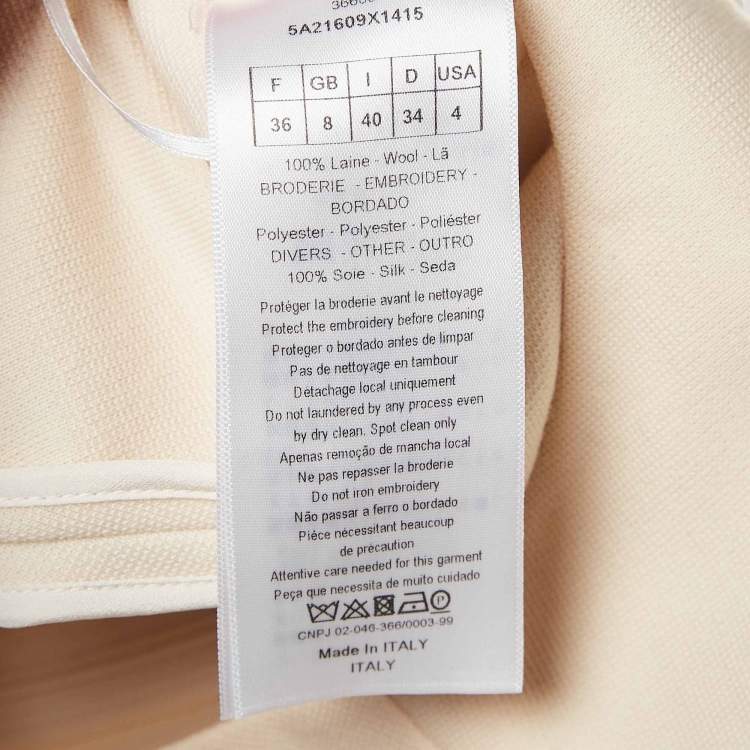 5A21609X1415
F GB I D USA
36 8 40 34 4
100% Laine - Wool - Lã
BRODERIE - EMBROIDERY -
BORDADO
Polyester - Polyester - Poliéster
DIVERS - OTHER - OUTRO
100% Soie - Silk - Seda
Protéger la broderie avant le nettoyage
Protect the embroidery before cleaning
Proteger o bordado antes de limpar
Pas de nettoyage en tambour
Détachage local uniquement
Do not laundered by any process even
by dry clean. Spot clean only
Apenas remoção de mancha local
Ne pas repasser la broderie
Do not iron embroidery
Não passar a ferro o bordado
Pièce nécessitant beaucoup
de précaution
Attentive care needed for this garment
Peça que necessita de muito cuidado
CNPJ 02-046-366/0003-99
Made in ITALY
ITALY